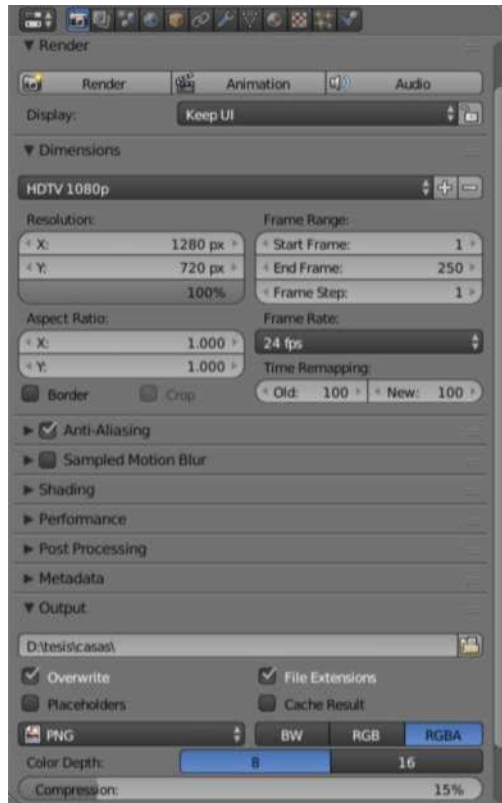 Render
Render Animation Audio
Display: Keep UI
Dimensions
HDTV 1080p
Resolution: Frame Range:
X: 1280 px Start Frame: 1
Y: 720 px End Frame: 250
100% Frame Step: 1
Aspect Ratio: Frame Rate:
X: 1.000 24 fps
Y: 1.000 Time Remapping:
Border Crop Old: 100 New: 100
Anti-Aliasing
Sampled Motion Blur
Shading
Performance
Post Processing
Metadata
Output
D:\tesis\casas\
Overwrite File Extensions
Placeholders Cache Result
PNG BW RGB RGBA
Color Depth: 8 16
Compression: 15%